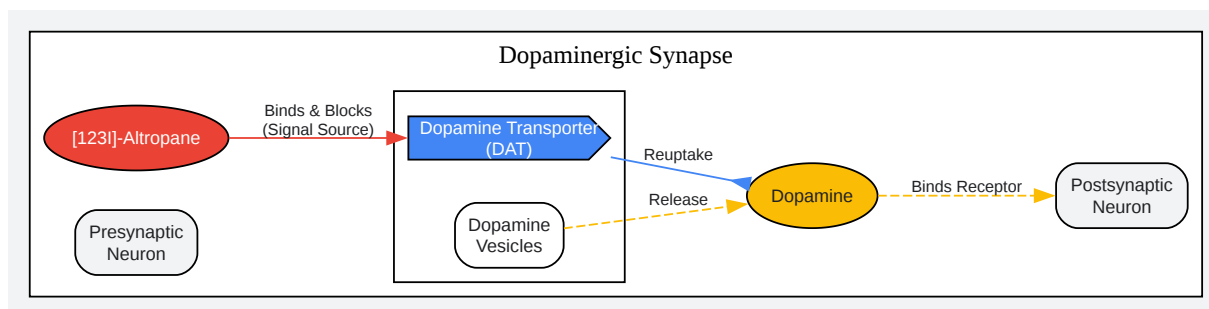 Dopaminergic Synapse
[123I]-Altropane
Binds & Blocks
(Signal Source)
Dopamine Transporter
(DAT)
Reuptake
Release
Dopamine
Binds Receptor
Postsynaptic
Neuron
Presynaptic
Neuron
Dopamine
Vesicles